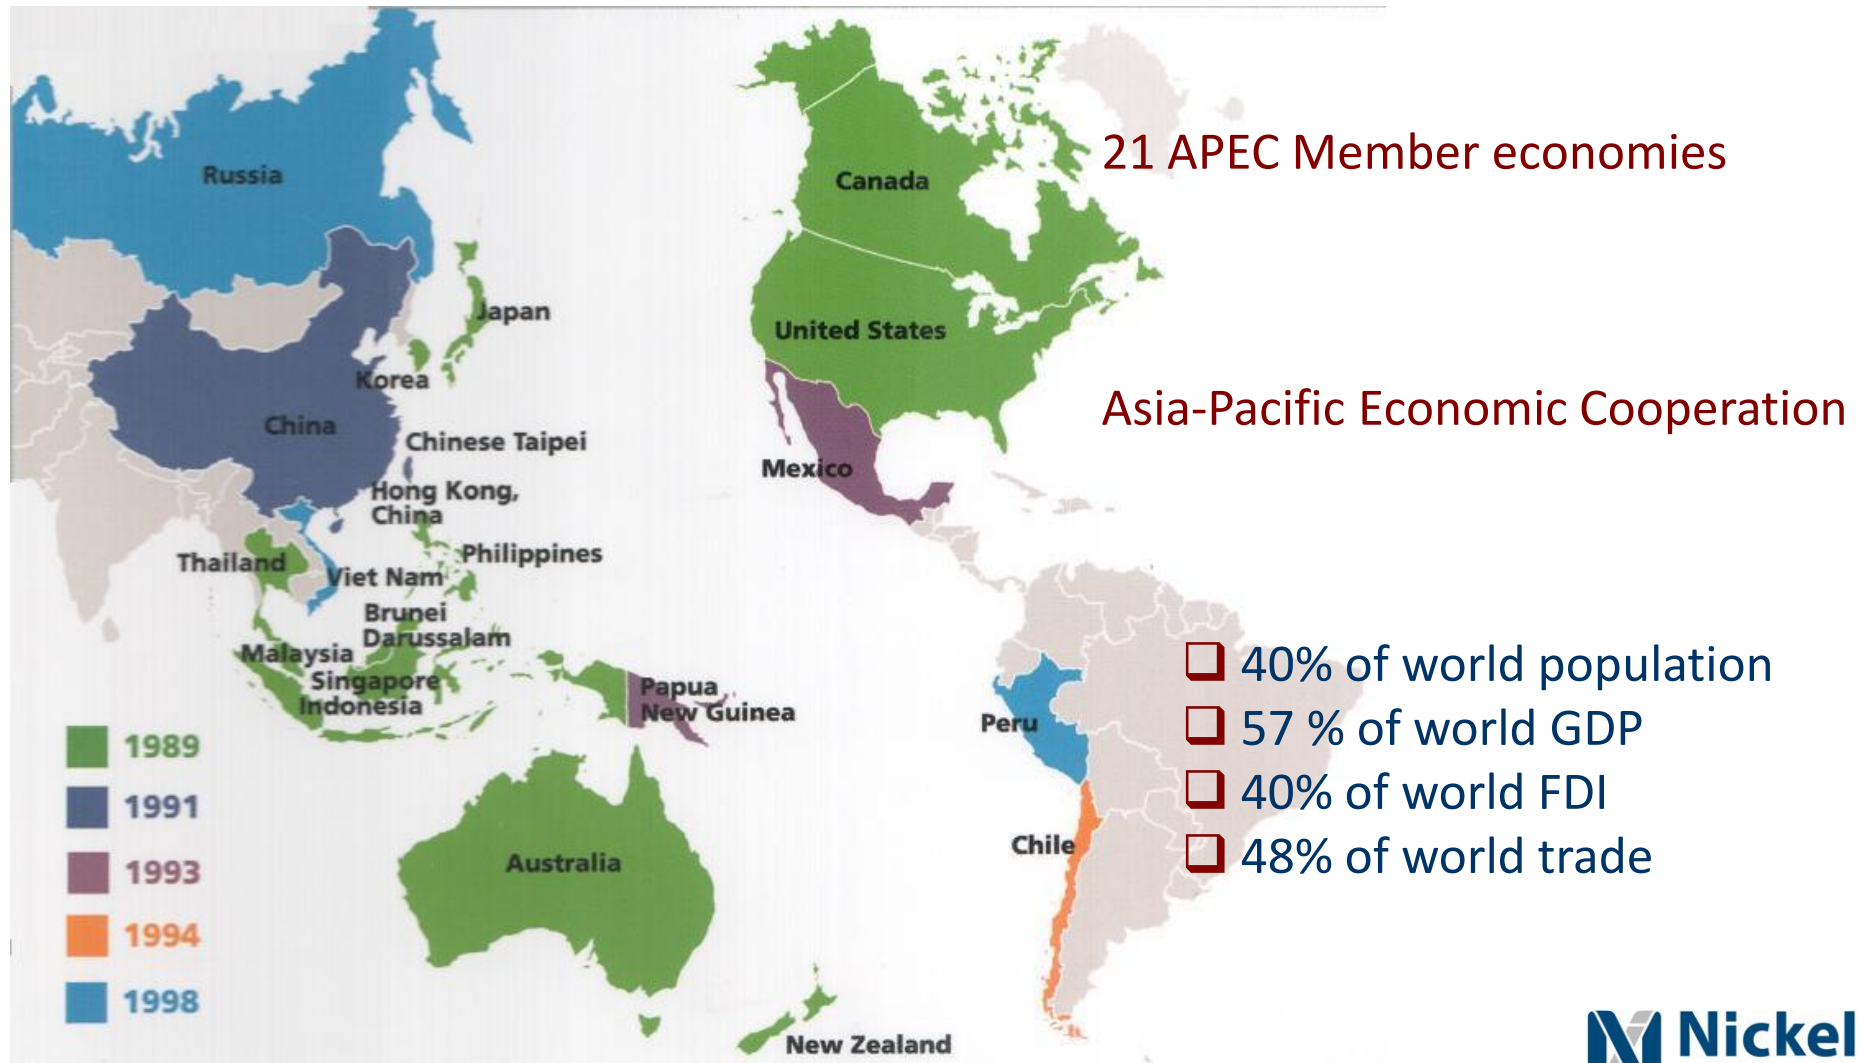 21 APEC Member economies
Asia-Pacific Economic Cooperation
Russia
Canada
Japan
United States
Korea
China
Chinese Taipei
Mexico
Hong Kong,
China
Philippines
Thailand
Viet Nam
Brunei
Darussalam
Malaysia
Singapore
Indonesia
Papua
New Guinea
Peru
Chile
Australia
New Zealand
40% of world population
57 % of world GDP
40% of world FDI
48% of world trade
1989
1991
1993
1994
1998
Nickel